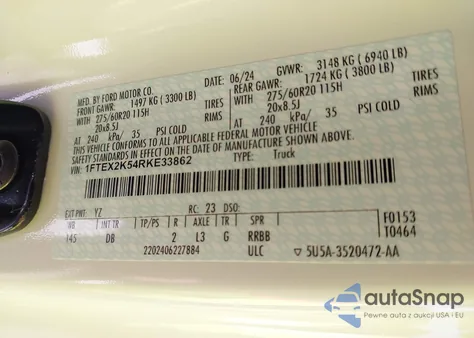 MFD. BY FORD MOTOR CO.
06/24 GVWR: 3148 KG ( 6940 LB)
FRONT GAWR: 1497 KG ( 3300 LB)
REAR GAWR: 1724 KG ( 3800 LB)
WITH 275/60R20 115H TIRES
WITH 275/60R20 115H TIRES
20x8.5J RIMS
20x8.5J RIMS
AT 240 kPa/ 35 PSI COLD
AT 240 kPa/ 35 PSI COLD
THIS VEHICLE CONFORMS TO ALL APPLICABLE FEDERAL MOTOR VEHICLE
SAFETY STANDARDS IN EFFECT ON THE DATE OF MANUFACTURE SHOWN ABOVE.
VIN: 1FTEX2K54RKE33862
TYPE: Truck
EXT PNT: YZ RC: 23 DSO:
WB INT TR TP/PS R AXLE TR SPR
145 DB 2 L3 G RRBB
2202406227884 ULC
F0153
T0464
5U5A-3520472-AA
autoSnap
Pewne auta z aukcji USA i EU